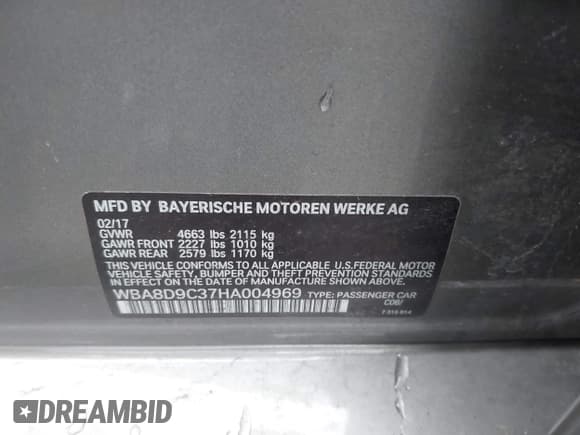 MFD BY BAYERISCHE MOTOREN WERKE AG
02/17
GVWR 4663 lbs 2115 kg
GAWR FRONT 2227 lbs 1010 kg
GAWR REAR 2579 lbs 1170 kg
THIS VEHICLE CONFORMS TO ALL APPLICABLE U.S.FEDERAL MOTOR
VEHICLE SAFETY, BUMPER AND THEFT PREVENTION STANDARDS
IN EFFECT ON THE DATE OF MANUFACTURE SHOWN ABOVE.
WBA8D9C37HA004969 TYPE: PASSENGER CAR
C08/
DREAMBID